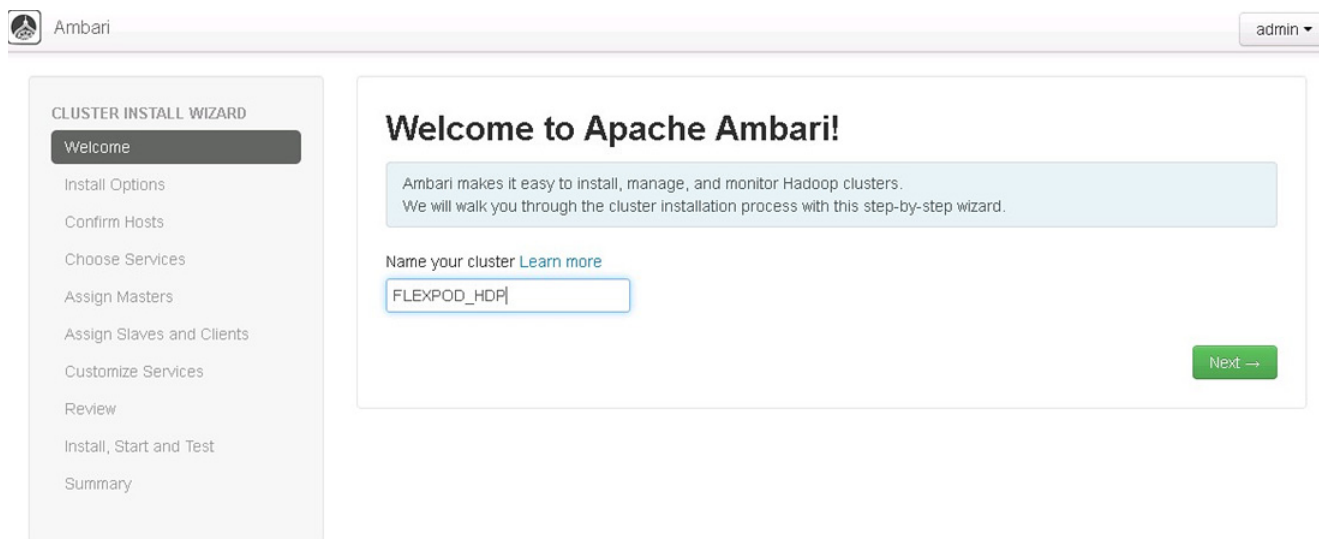 Ambari
admin
CLUSTER INSTALL WIZARD
Welcome
Install Options
Confirm Hosts
Choose Services
Assign Masters
Assign Slaves and Clients
Customize Services
Review
Install, Start and Test
Summary
Welcome to Apache Ambari!
Ambari makes it easy to install, manage, and monitor Hadoop clusters.
We will walk you through the cluster installation process with this step-by-step wizard.
Name your cluster Learn more
FLEXPOD_HDP
Next →